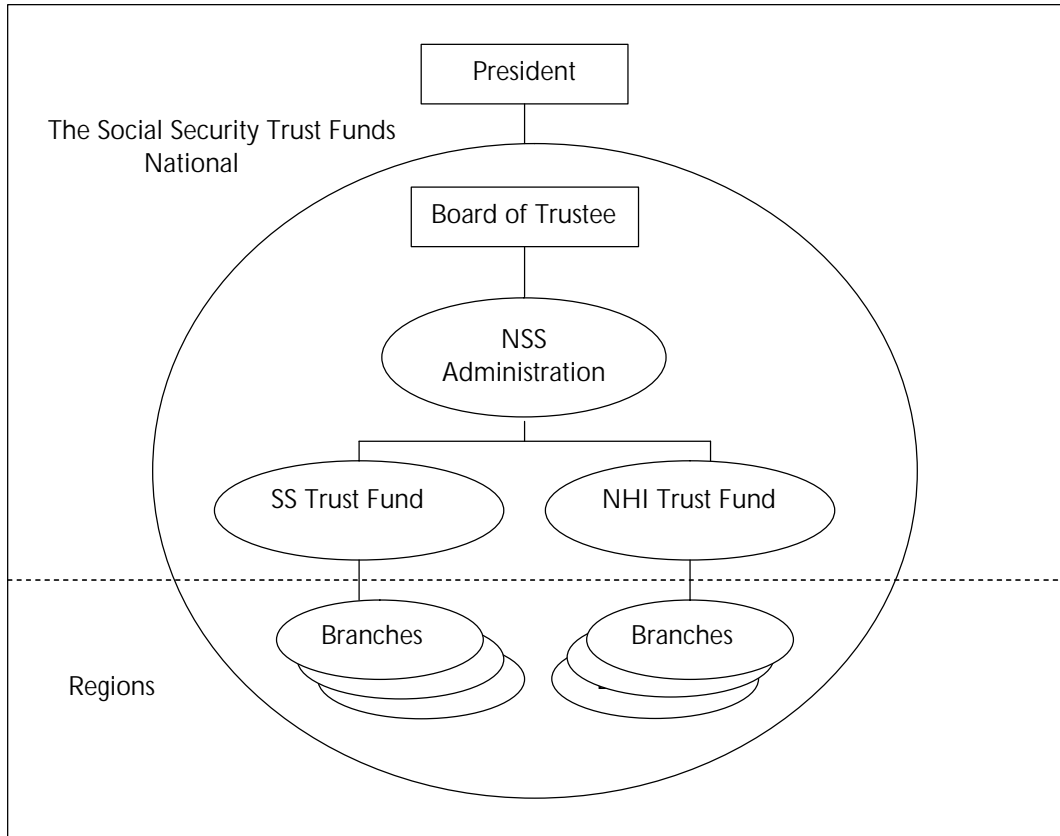 President
The Social Security Trust Funds
National
Board of Trustee
NSS
Administration
SS Trust Fund
NHI Trust Fund
Branches
Branches
Regions